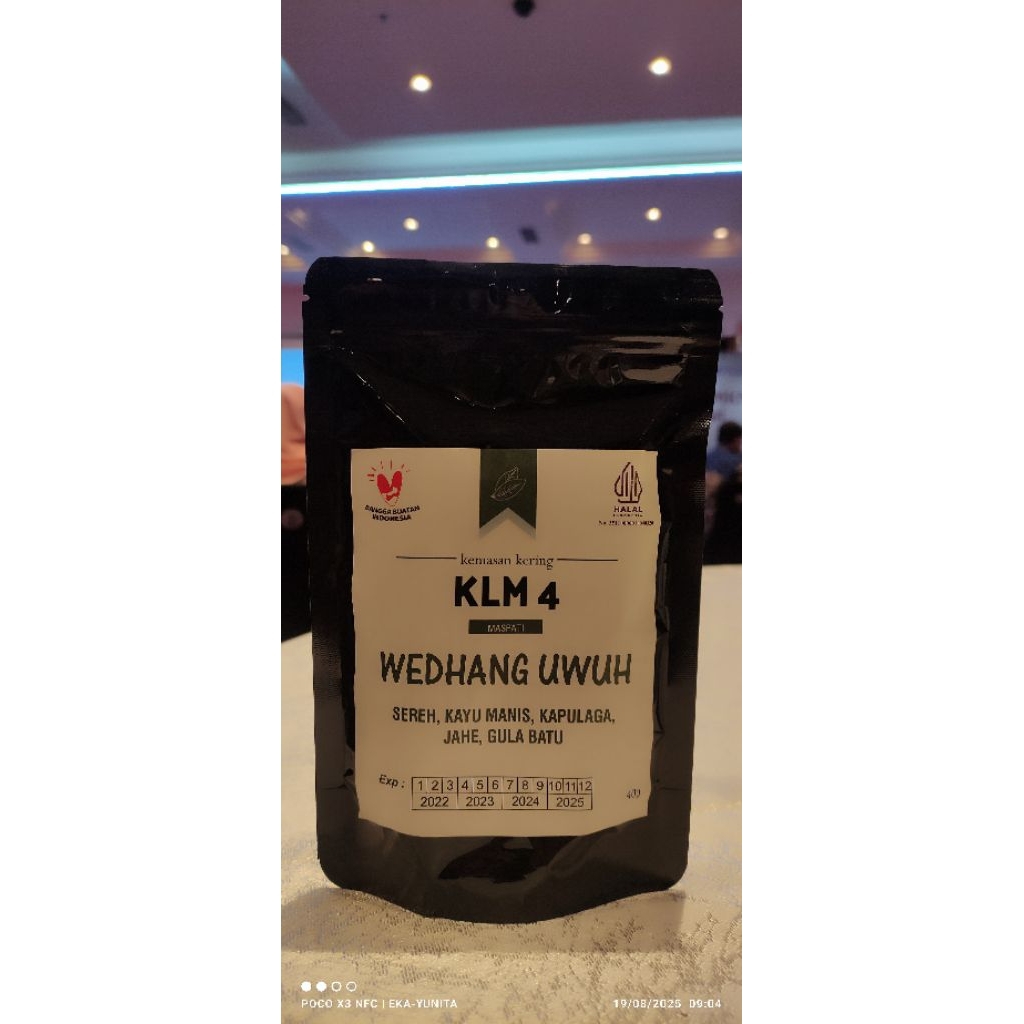 BANGGA BUATAN
INDONESIA
HALAL
kemasan kering
KLM 4
MASPATI
WEDHANG UWUH
SEREH, KAYU MANIS, KAPULAGA,
JAHE, GULA BATU
Exp : 1 2 3 4 5 6 7 8 9 10 11 12
2022 2023 2024 2025
POCO X3 NFC | EKA-YUNITA
19/08/2025 09:04